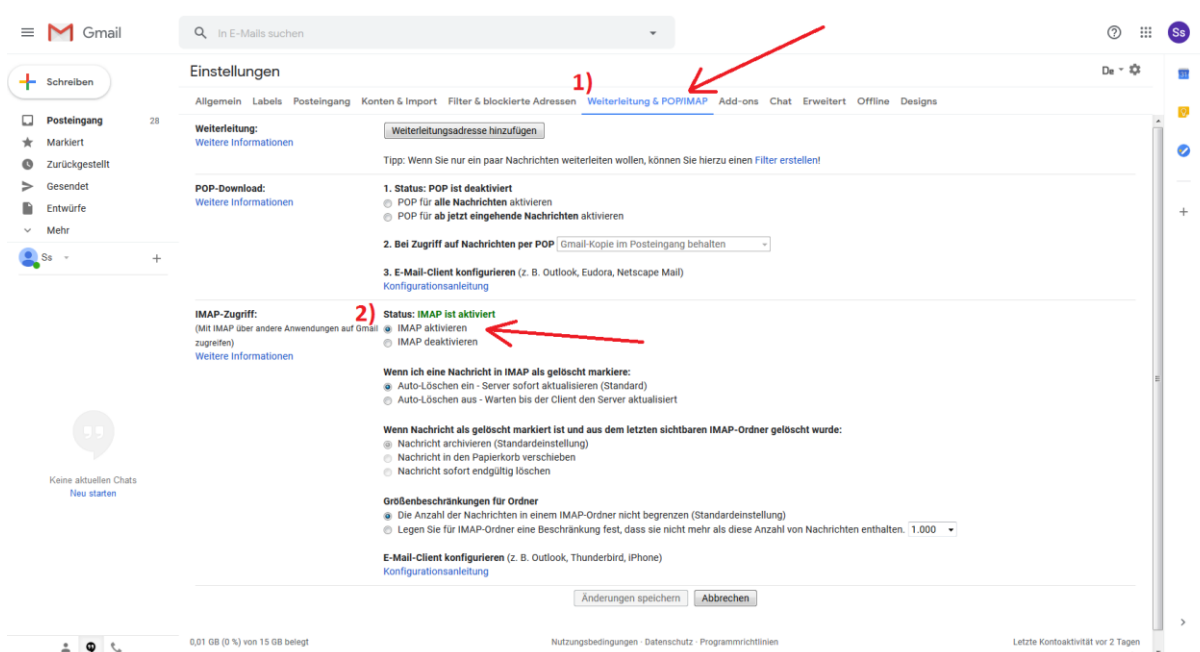 Gmail
In E-Mails suchen
Ss
Schreiben
Einstellungen
De
1)
Allgemein Labels Posteingang Konten & Import Filter & blockierte Adressen Weiterleitung & POP/IMAP Add-ons Chat Erweitert Offline Designs
Posteingang 28
Markiert
Zurückgestellt
Gesendet
Entwürfe
Mehr
Ss
Weiterleitung:
Weitere Informationen
Weiterleitungsadresse hinzufügen
Tipp: Wenn Sie nur ein paar Nachrichten weiterleiten wollen, können Sie hierzu einen Filter erstellen!
POP-Download:
Weitere Informationen
1. Status: POP ist deaktiviert
POP für alle Nachrichten aktivieren
POP für ab jetzt eingehende Nachrichten aktivieren
2. Bei Zugriff auf Nachrichten per POP Gmail-Kopie im Posteingang behalten
3. E-Mail-Client konfigurieren (z. B. Outlook, Eudora, Netscape Mail)
Konfigurationsanleitung
IMAP-Zugriff:
(Mit IMAP über andere Anwendungen auf Gmail
zugreifen)
Weitere Informationen
2)
Status: IMAP ist aktiviert
IMAP aktivieren
IMAP deaktivieren
Wenn ich eine Nachricht in IMAP als gelöscht markiere:
Auto-Löschen ein - Server sofort aktualisieren (Standard)
Auto-Löschen aus - Warten bis der Client den Server aktualisiert
Wenn Nachricht als gelöscht markiert ist und aus dem letzten sichtbaren IMAP-Ordner gelöscht wurde:
Nachricht archivieren (Standardeinstellung)
Nachricht in den Papierkorb verschieben
Nachricht sofort endgültig löschen
Größenbeschränkungen für Ordner
Die Anzahl der Nachrichten in einem IMAP-Ordner nicht begrenzen (Standardeinstellung)
Legen Sie für IMAP-Ordner eine Beschränkung fest, dass sie nicht mehr als diese Anzahl von Nachrichten enthalten. 1.000
E-Mail-Client konfigurieren (z. B. Outlook, Thunderbird, iPhone)
Konfigurationsanleitung
Änderungen speichern Abbrechen
Keine aktuellen Chats
Neu starten
0,01 GB (0 %) von 15 GB belegt
Nutzungsbedingungen - Datenschutz - Programmrichtlinien
Letzte Kontoaktivität vor 2 Tagen